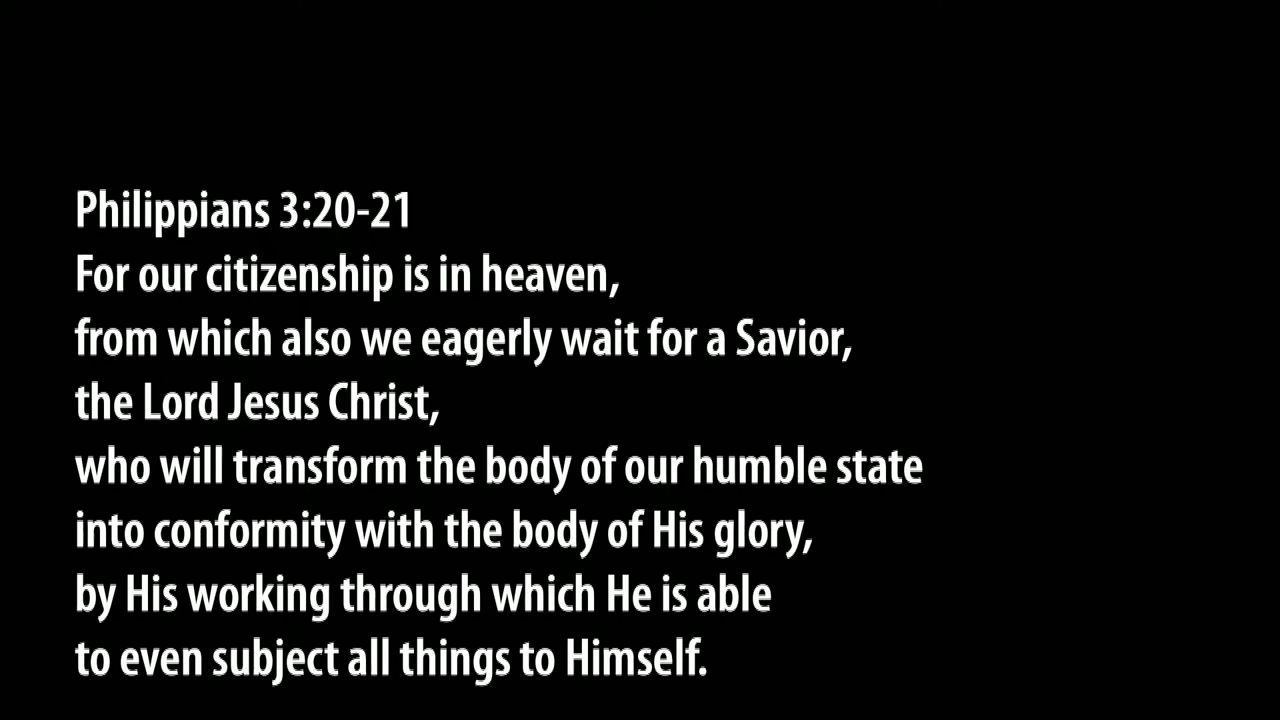 Philippians 3:20-21
For our citizenship is in heaven,
from which also we eagerly wait for a Savior,
the Lord Jesus Christ,
who will transform the body of our humble state
into conformity with the body of His glory,
by His working through which He is able
to even subject all things to Himself.